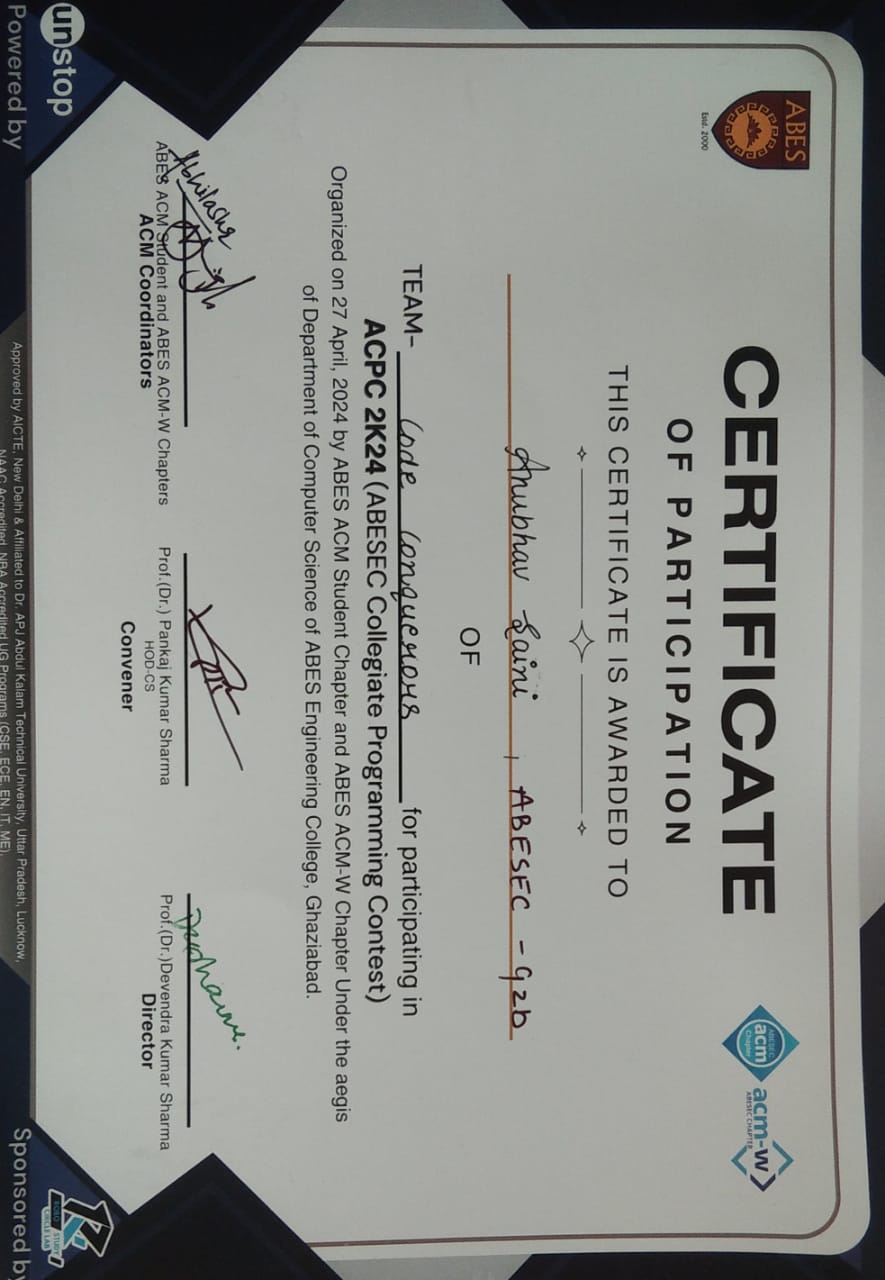 ABES
Estd. 2000
ABESEC
acm
Chapter
acm-w
ABESEC CHAPTER
CERTIFICATE
OF PARTICIPATION
THIS CERTIFICATE IS AWARDED TO
Anubhav Saini, ABESEC - Gzb
OF
TEAM- Code Conquerors for participating in
ACPC 2K24 (ABESEC Collegiate Programming Contest)
Organized on 27 April, 2024 by ABES ACM Student Chapter and ABES ACM-W Chapter Under the aegis
of Department of Computer Science of ABES Engineering College, Ghaziabad.
Abhilasha
ABES ACM Student and ABES ACM-W Chapters
ACM Coordinators
Prof.(Dr.) Pankaj Kumar Sharma
HOD-CS
Convener
Prof.(Dr.)Devendra Kumar Sharma
Director
unstop
Powered by
ROBO STUDY
CIRCLE LAB
Sponsored by
Approved by AICTE, New Delhi & Affiliated to Dr. APJ Abdul Kalam Technical University, Uttar Pradesh, Lucknow,
NAAC Accredited, NBA Accredited UG Programs (CSE, ECE, EN, IT, ME).